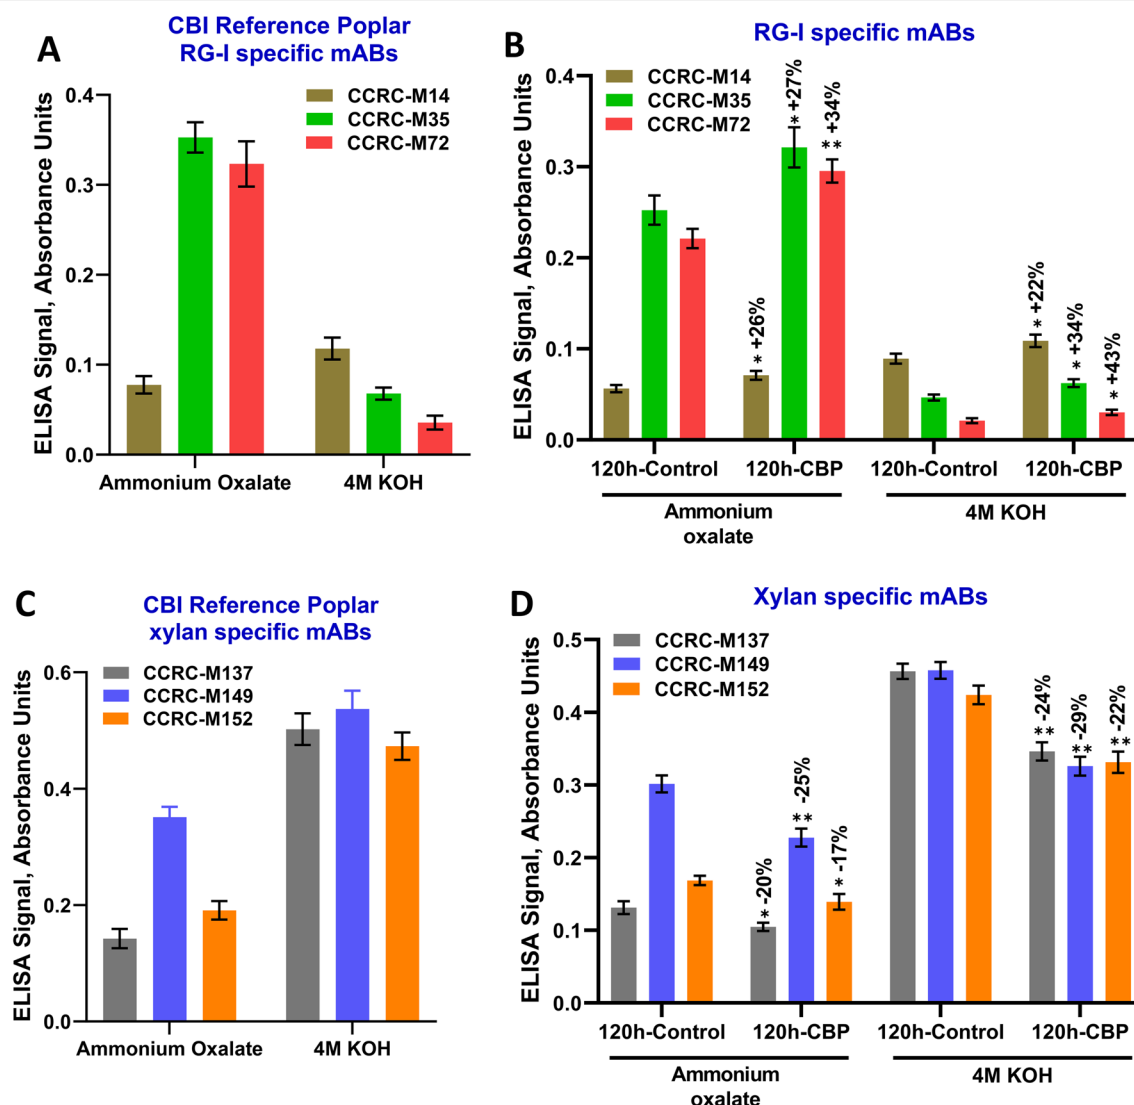 A
CBI Reference Poplar
RG-I specific mABs
CCRC-M14
CCRC-M35
CCRC-M72
ELISA Signal, Absorbance Units
0.4
0.3
0.2
0.1
0.0
Ammonium Oxalate
4M KOH
B
RG-I specific mABs
CCRC-M14
CCRC-M35
CCRC-M72
ELISA Signal, Absorbance Units
0.4
0.3
0.2
0.1
0.0
* +26%
*+27%
** +34%
* +22%
* +34%
* +43%
120h-Control
120h-CBP
120h-Control
120h-CBP
Ammonium
oxalate
4M KOH
C
CBI Reference Poplar
xylan specific mABs
CCRC-M137
CCRC-M149
CCRC-M152
ELISA Signal, Absorbance Units
0.6
0.4
0.2
0.0
Ammonium Oxalate
4M KOH
D
Xylan specific mABs
CCRC-M137
CCRC-M149
CCRC-M152
ELISA Signal, Absorbance Units
0.5
0.4
0.3
0.2
0.1
0.0
* -20%
** -25%
* -17%
** -24%
** -29%
** -22%
120h-Control
120h-CBP
120h-Control
120h-CBP
Ammonium
oxalate
4M KOH